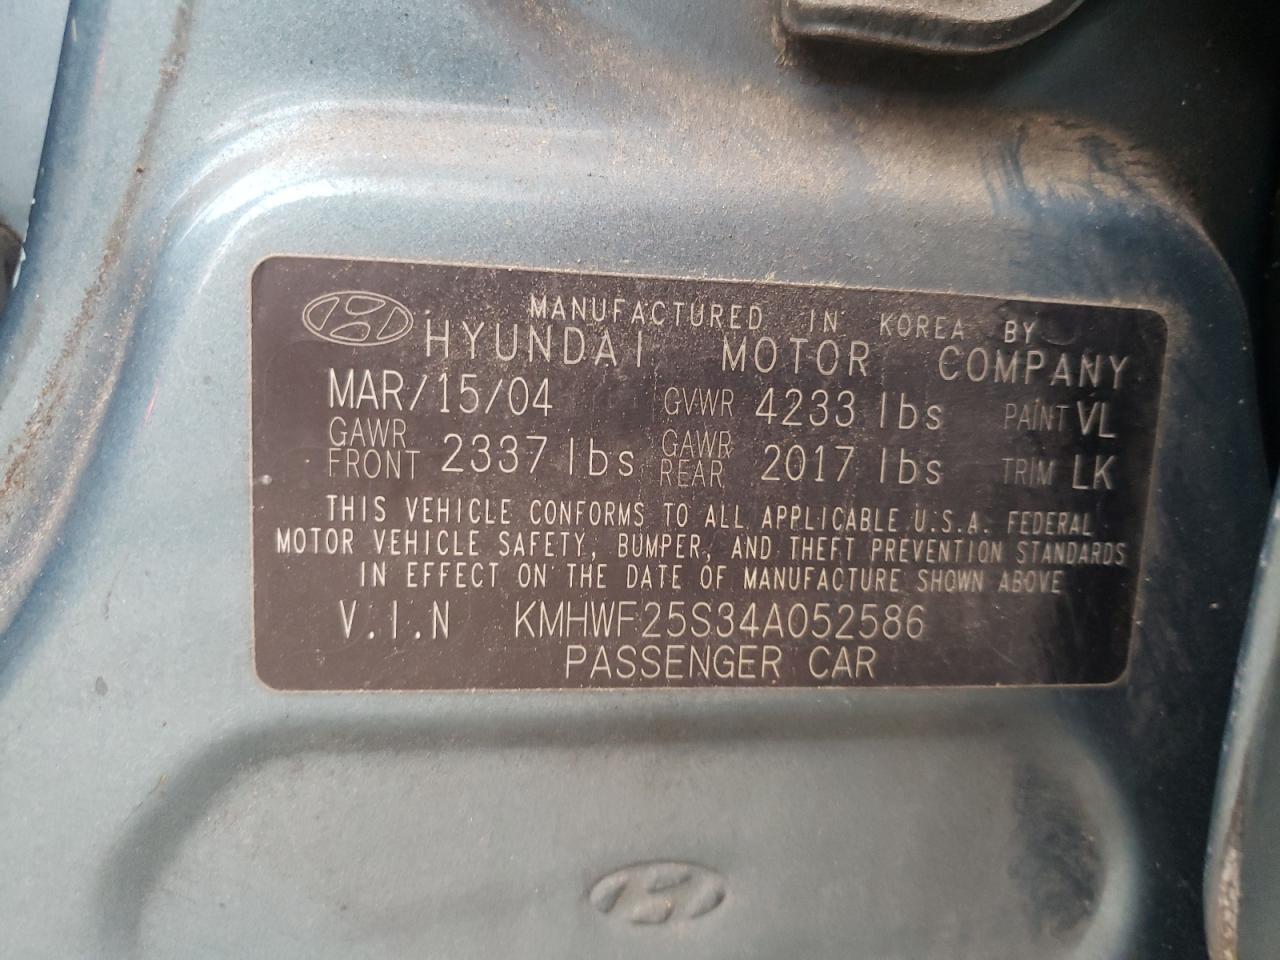 MANUFACTURED IN KOREA BY
HYUNDAI MOTOR COMPANY
MAR/15/04 GVWR 4233 lbs PAINT VL
GAWR FRONT 2337 lbs GAWR REAR 2017 lbs TRIM LK
THIS VEHICLE CONFORMS TO ALL APPLICABLE U.S.A. FEDERAL
MOTOR VEHICLE SAFETY, BUMPER, AND THEFT PREVENTION STANDARDS
IN EFFECT ON THE DATE OF MANUFACTURE SHOWN ABOVE
V.I.N KMHWF25S34A052586
PASSENGER CAR